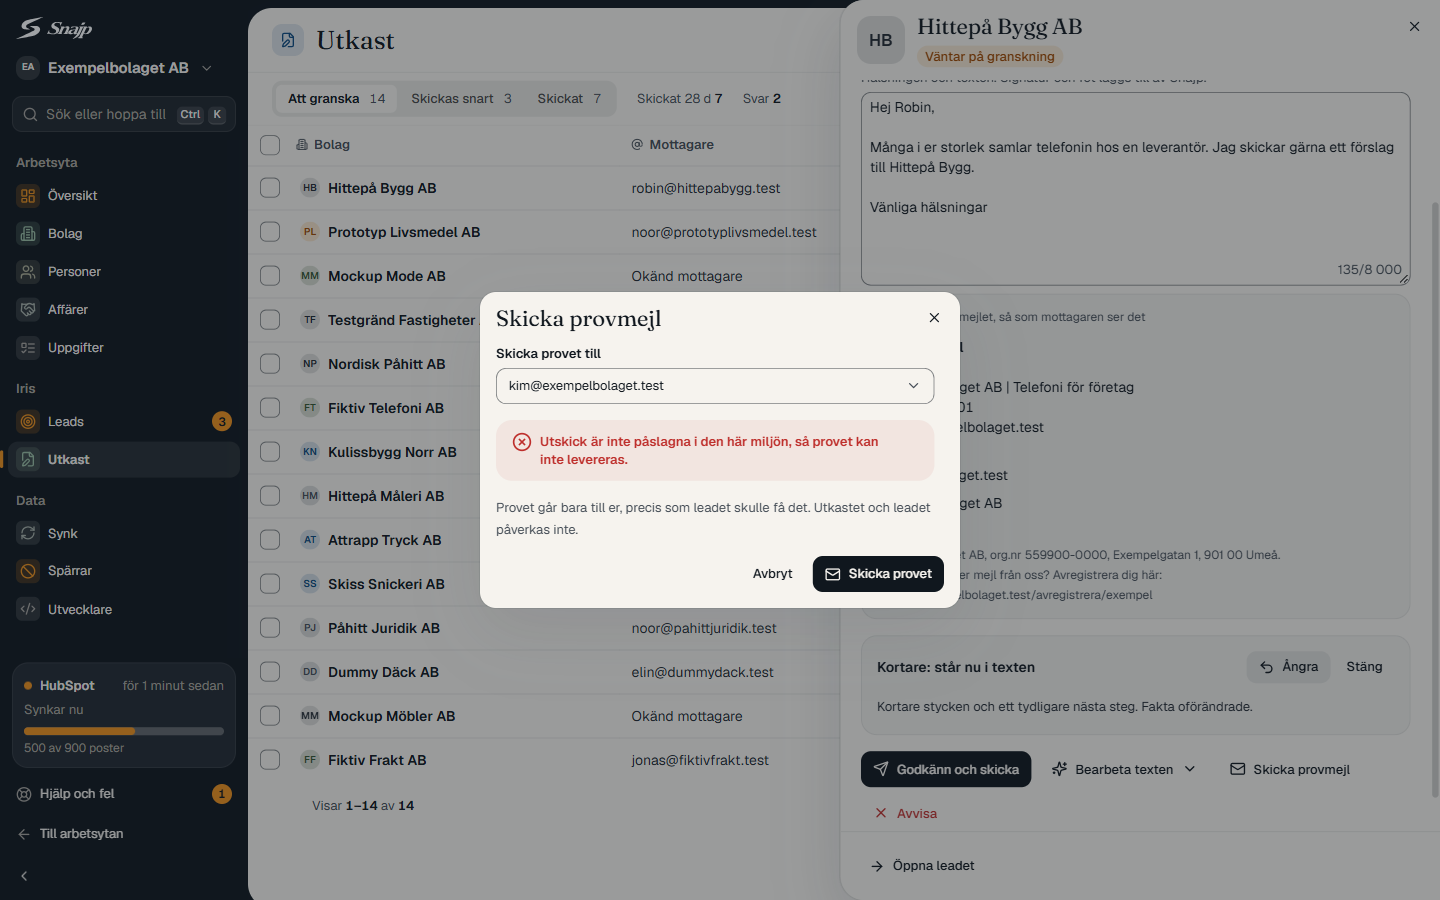 Snajp
EA Exempelbolaget AB
Sök eller hoppa till Ctrl K
Arbetsyta
Översikt
Bolag
Personer
Affärer
Uppgifter
Iris
Leads 3
Utkast
Data
Synk
Spärrar
Utvecklare
HubSpot för 1 minut sedan
Synkar nu
500 av 900 poster
Hjälp och fel 1
Till arbetsytan
Utkast
Att granska 14 Skickas snart 3 Skickat 7 Skickat 28 d 7 Svar 2
Bolag Mottagare
HB Hittepå Bygg AB robin@hittepabygg.test
PL Prototyp Livsmedel AB noor@prototyplivsmedel.test
MM Mockup Mode AB Okänd mottagare
TF Testgränd Fastigheter
NP Nordisk Påhitt AB
FT Fiktiv Telefoni AB
KN Kulissbygg Norr AB
HM Hittepå Måleri AB
AT Attrapp Tryck AB
SS Skiss Snickeri AB
PJ Påhitt Juridik AB noor@pahittjuridik.test
DD Dummy Däck AB elin@dummydack.test
MM Mockup Möbler AB Okänd mottagare
FF Fiktiv Frakt AB jonas@fiktivfrakt.test
Visar 1–14 av 14
HB Hittepå Bygg AB
Väntar på granskning
Hej Robin,
Många i er storlek samlar telefonin hos en leverantör. Jag skickar gärna ett förslag
till Hittepå Bygg.
Vänliga hälsningar
135/8 000
mejlet, så som mottagaren ser det
get AB | Telefoni för företag
01
elbolaget.test
get.test
get AB
t AB, org.nr 559900-0000, Exempelgatan 1, 901 00 Umeå.
er mejl från oss? Avregistrera dig här:
elbolaget.test/avregistrera/exempel
Kortare: står nu i texten Ångra Stäng
Kortare stycken och ett tydligare nästa steg. Fakta oförändrade.
Godkänn och skicka Bearbeta texten Skicka provmejl
Avvisa
Öppna leadet
Skicka provmejl
Skicka provet till
kim@exempelbolaget.test
Utskick är inte påslagna i den här miljön, så provet kan
inte levereras.
Provet går bara till er, precis som leadet skulle få det. Utkastet och leadet
påverkas inte.
Avbryt Skicka provet